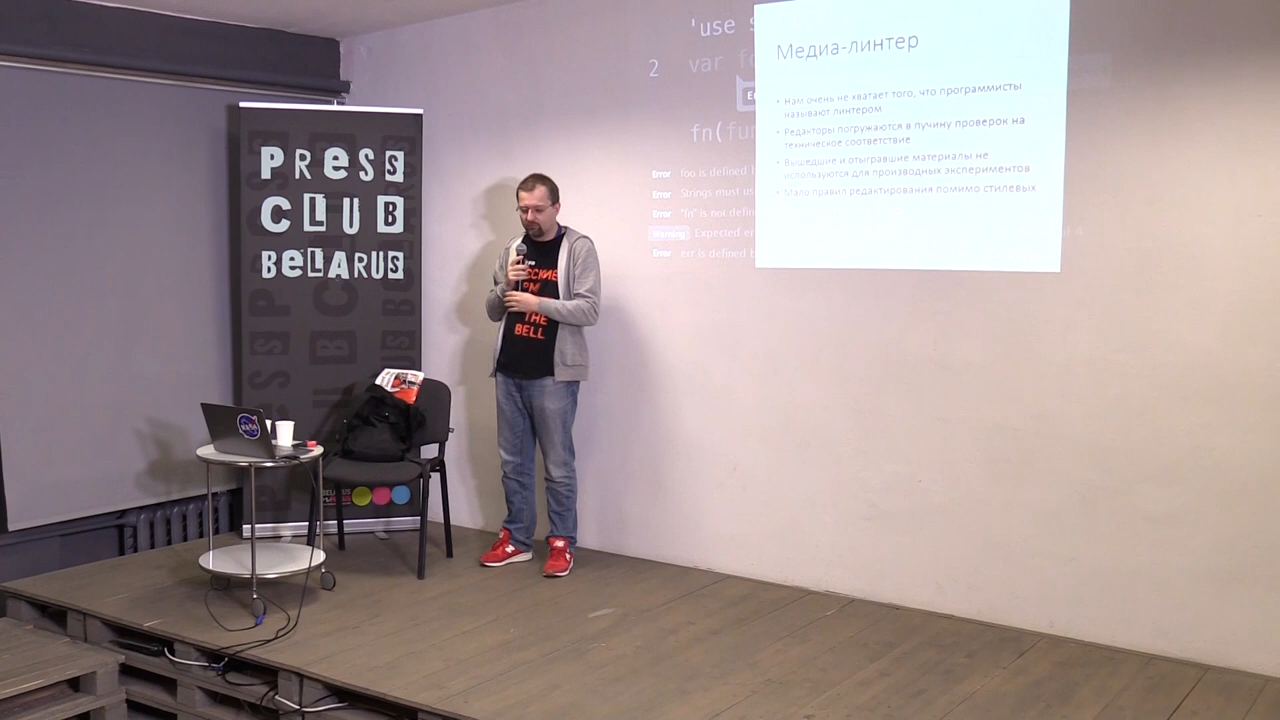 PRESS
CLUB
BELARUS
THE
BELL
NASA
'use
2
var
fn(fun
Error foo is defined
Error Strings must us
Error "fn" is not defin
Warning Expected er
Error err is defined
Медиа-линтер
• Нам очень не хватает того, что программисты
называют линтером
• Редакторы погружаются в пучину проверок на
техническое соответствие
• Вышедшие и отыгравшие материалы не
используются для производных экспериментов
• Мало правил редактирования помимо стилевых